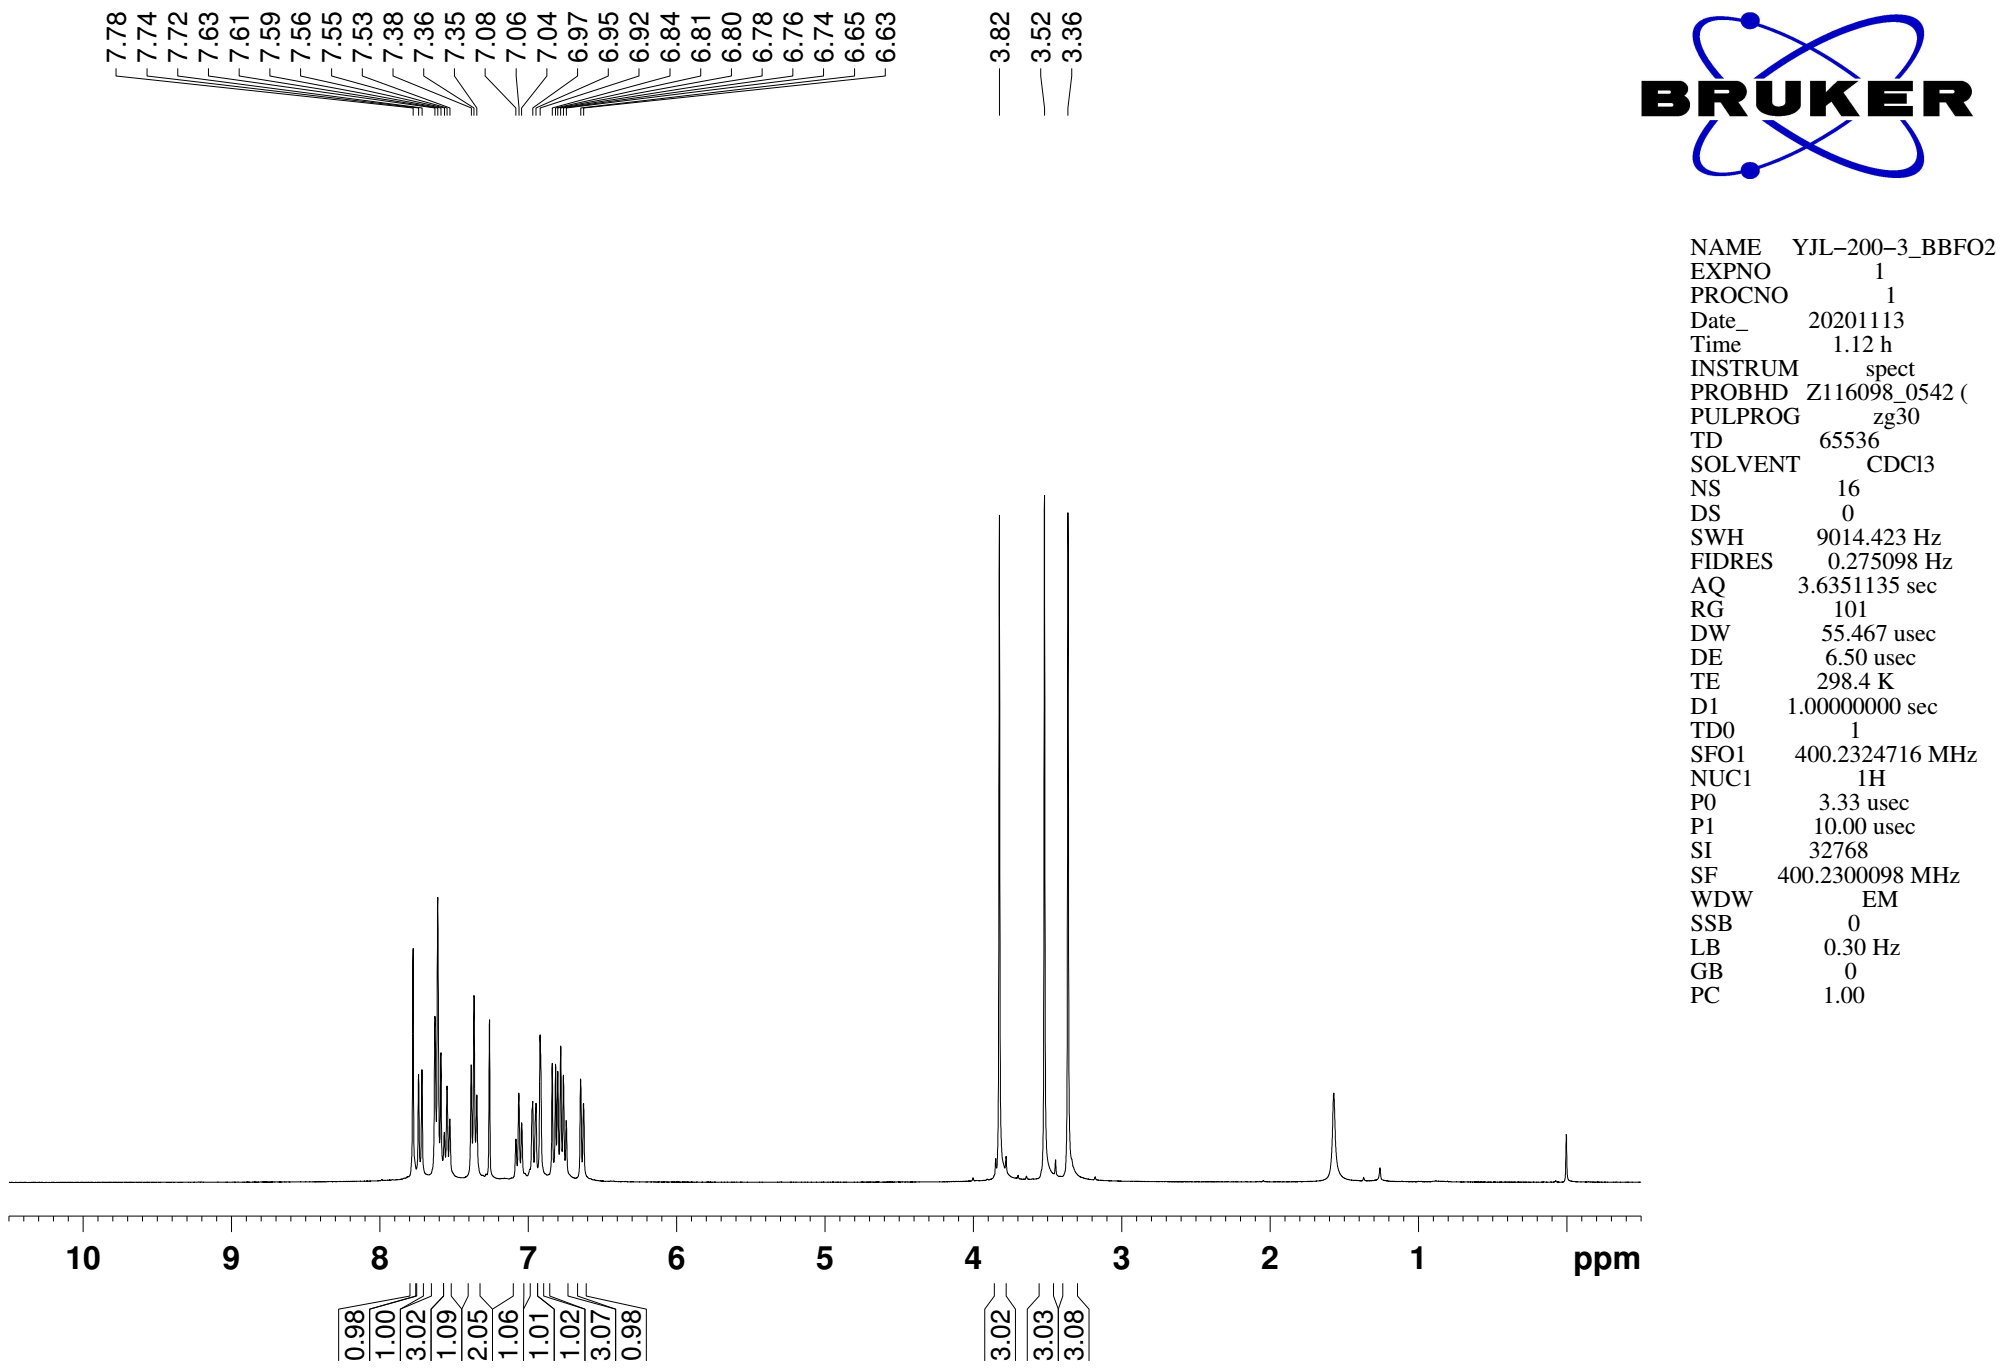 7.78 7.74 7.72 7.63 7.61 7.59 7.56 7.55 7.53 7.38 7.36 7.35 7.08 7.06 7.04 6.97 6.95 6.92 6.84 6.81 6.80 6.78 6.76 6.74 6.65 6.63 3.82 3.52 3.36
BRUKER
NAME YJL-200-3_BBFO2
EXPNO 1
PROCNO 1
Date_ 20201113
Time 1.12 h
INSTRUM spect
PROBHD Z116098_0542 (
PULPROG zg30
TD 65536
SOLVENT CDCl3
NS 16
DS 0
SWH 9014.423 Hz
FIDRES 0.275098 Hz
AQ 3.6351135 sec
RG 101
DW 55.467 usec
DE 6.50 usec
TE 298.4 K
D1 1.00000000 sec
TD0 1
SFO1 400.2324716 MHz
NUC1 1H
P0 3.33 usec
P1 10.00 usec
SI 32768
SF 400.2300098 MHz
WDW EM
SSB 0
LB 0.30 Hz
GB 0
PC 1.00
10 9 8 7 6 5 4 3 2 1 ppm
0.98 1.00 3.02 1.09 2.05 1.06 1.01 1.02 3.07 0.98 3.02 3.03 3.08